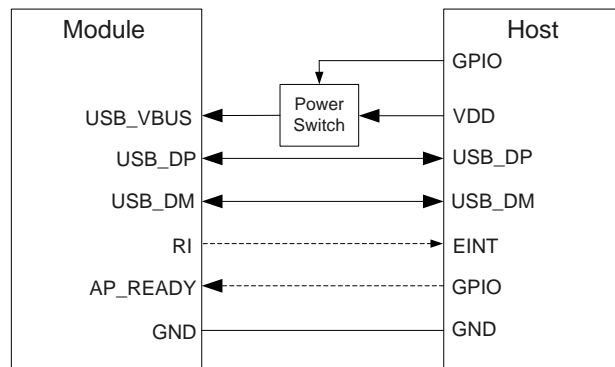 Module
Host
GPIO
Power
Switch
USB_VBUS
VDD
USB_DP
USB_DP
USB_DM
USB_DM
RI
EINT
AP_READY
GPIO
GND
GND